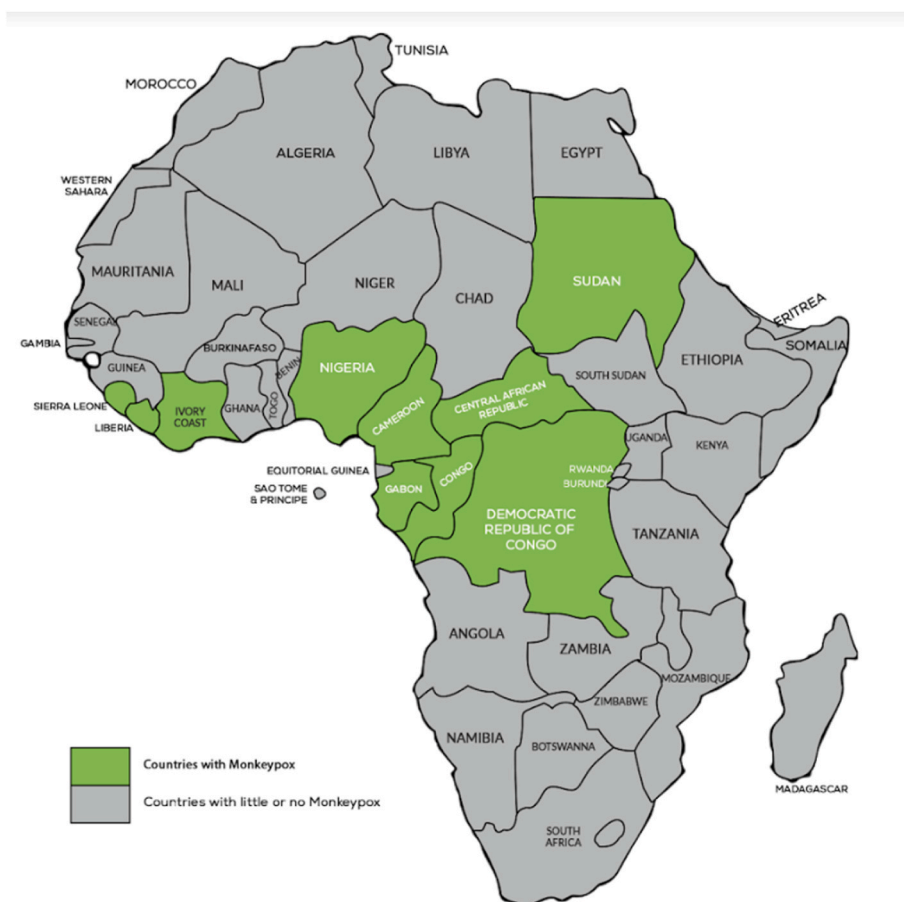 TUNISIA
MOROCCO
ALGERIA
LIBYA
EGYPT
WESTERN
SAHARA
MAURITANIA
MALI
NIGER
CHAD
SUDAN
ERITREA
SENEGAL
GAMBIA
BURKINAFASO
BENIN
NIGERIA
SOMALIA
ETHIOPIA
GUINEA
SOUTH SUDAN
SIERRA LEONE
IVORY
COAST
GHANA
TOGO
LIBERIA
CAMEROON
CENTRAL AFRICAN
REPUBLIC
UGANDA
KENYA
EQUITORIAL GUINEA
CONGO
RWANDA
BURUNDI
SAO TOME
& PRINCIPE
GABON
DEMOCRATIC
REPUBLIC OF
CONGO
TANZANIA
ANGOLA
ZAMBIA
MOZAMBIQUE
ZIMBABWE
NAMIBIA
BOTSWANNA
MADAGASCAR
SOUTH
AFRICA
Countries with Monkeypox
Countries with little or no Monkeypox